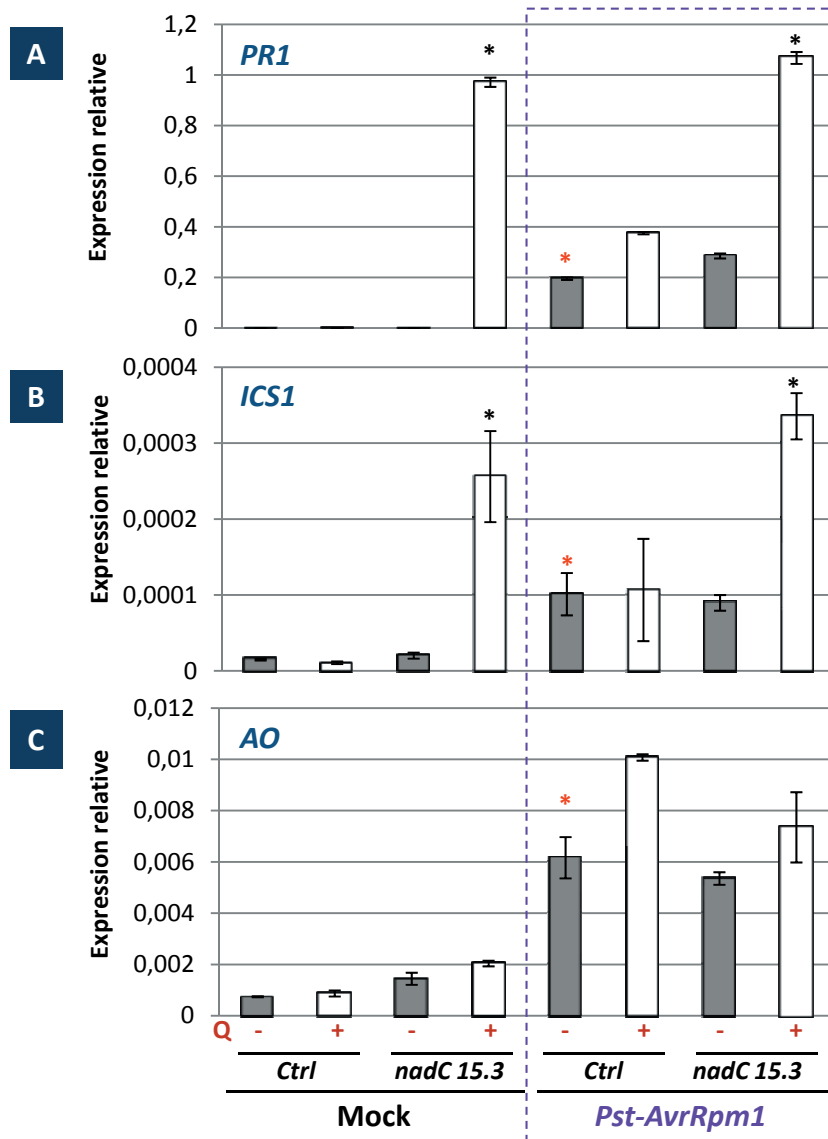 A
PR1
Expression relative
1,2
*
*
1
0,8
0,6
0,4
*
0,2
0
B
ICS1
Expression relative
0,0004
*
*
0,0003
0,0002
*
0,0001
0
C
AO
Expression relative
0,012
0,01
*
0,008
0,006
0,004
0,002
0
Q - + - + - + - +
Ctrl nadC 15.3 Ctrl nadC 15.3
Mock Pst-AvrRpm1